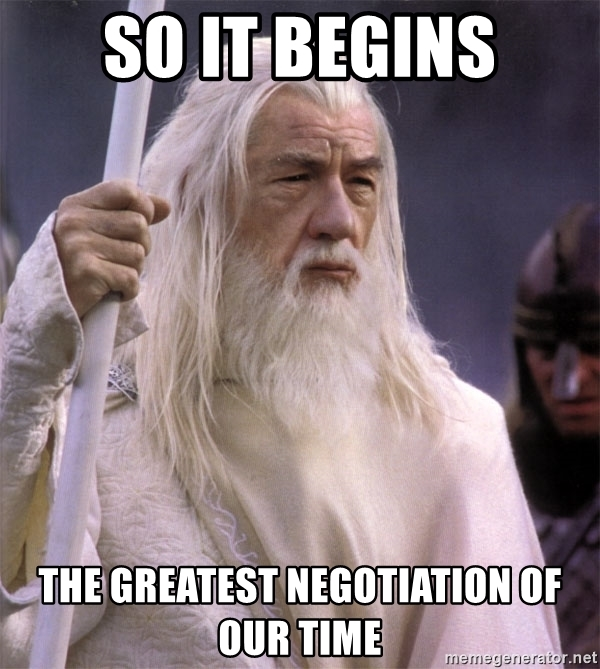 SO IT BEGINS
THE GREATEST NEGOTIATION OF
OUR TIME
memegenerator.net